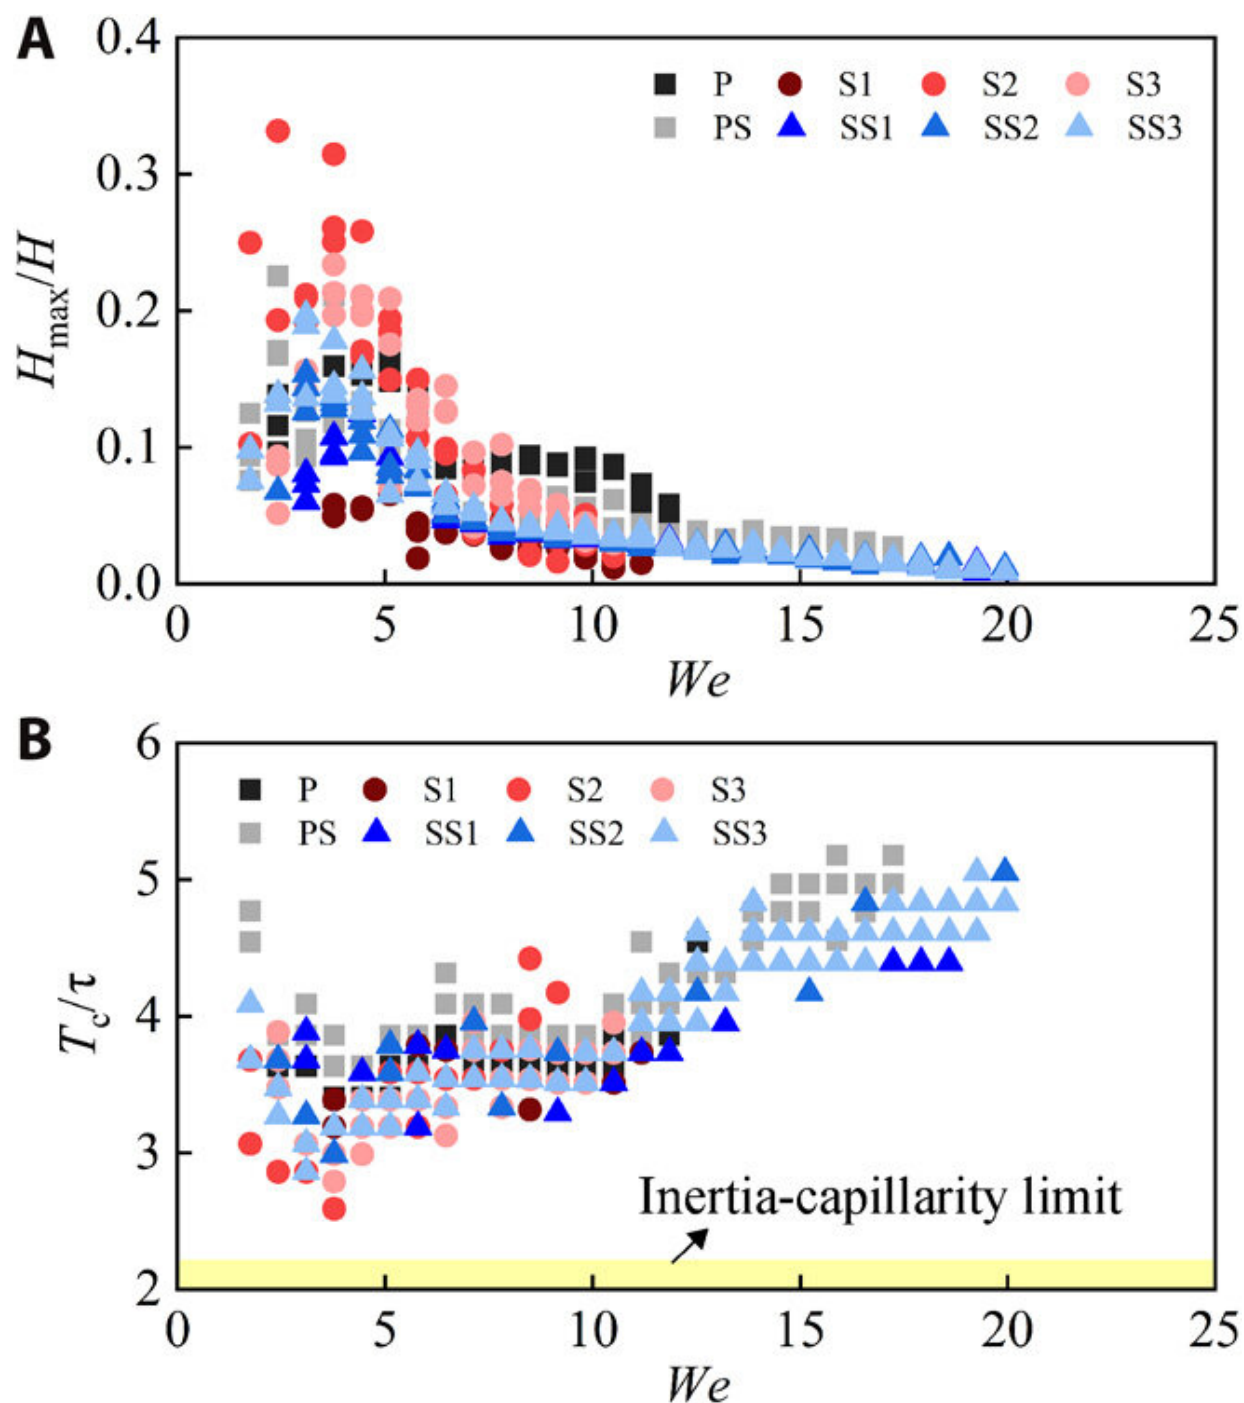 A
0.4
0.3
0.2
0.1
0.0
H_max/H
P S1 S2 S3
PS SS1 SS2 SS3
0 5 10 15 20 25
We
B
6
5
4
3
2
T_c/τ
P S1 S2 S3
PS SS1 SS2 SS3
Inertia-capillarity limit
0 5 10 15 20 25
We